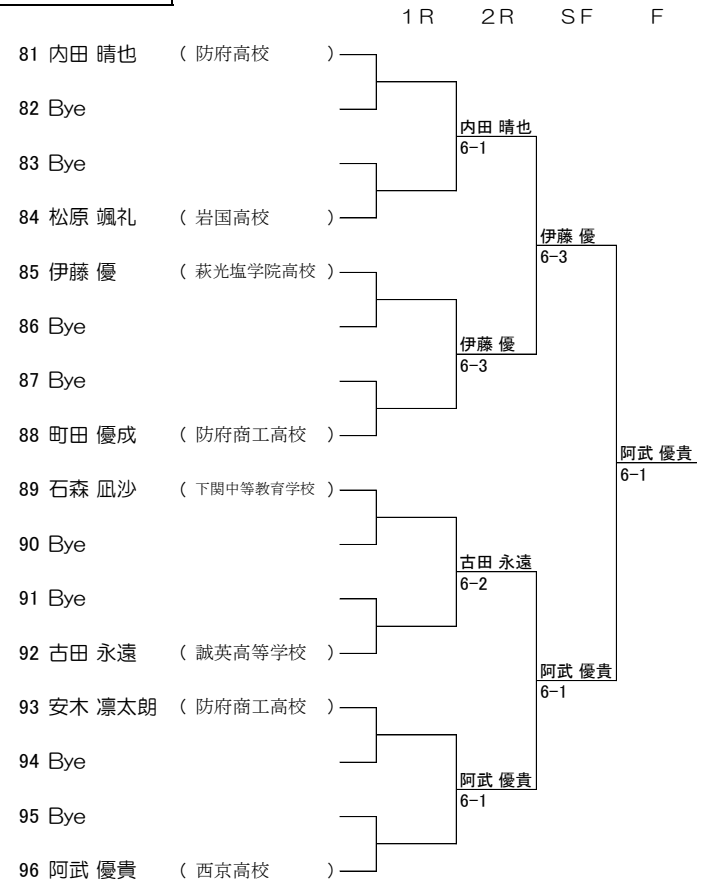 1R 2R SF F
81 内田 晴也 ( 防府高校 )
82 Bye
内田 晴也
6-1
83 Bye
84 松原 颯礼 ( 岩国高校 )
伊藤 優
6-3
85 伊藤 優 ( 萩光塩学院高校 )
86 Bye
伊藤 優
6-3
87 Bye
88 町田 優成 ( 防府商工高校 )
阿武 優貴
6-1
89 石森 凪沙 ( 下関中等教育学校 )
90 Bye
古田 永遠
6-2
91 Bye
92 古田 永遠 ( 誠英高等学校 )
阿武 優貴
6-1
93 安木 凛太朗 ( 防府商工高校 )
94 Bye
阿武 優貴
6-1
95 Bye
96 阿武 優貴 ( 西京高校 )